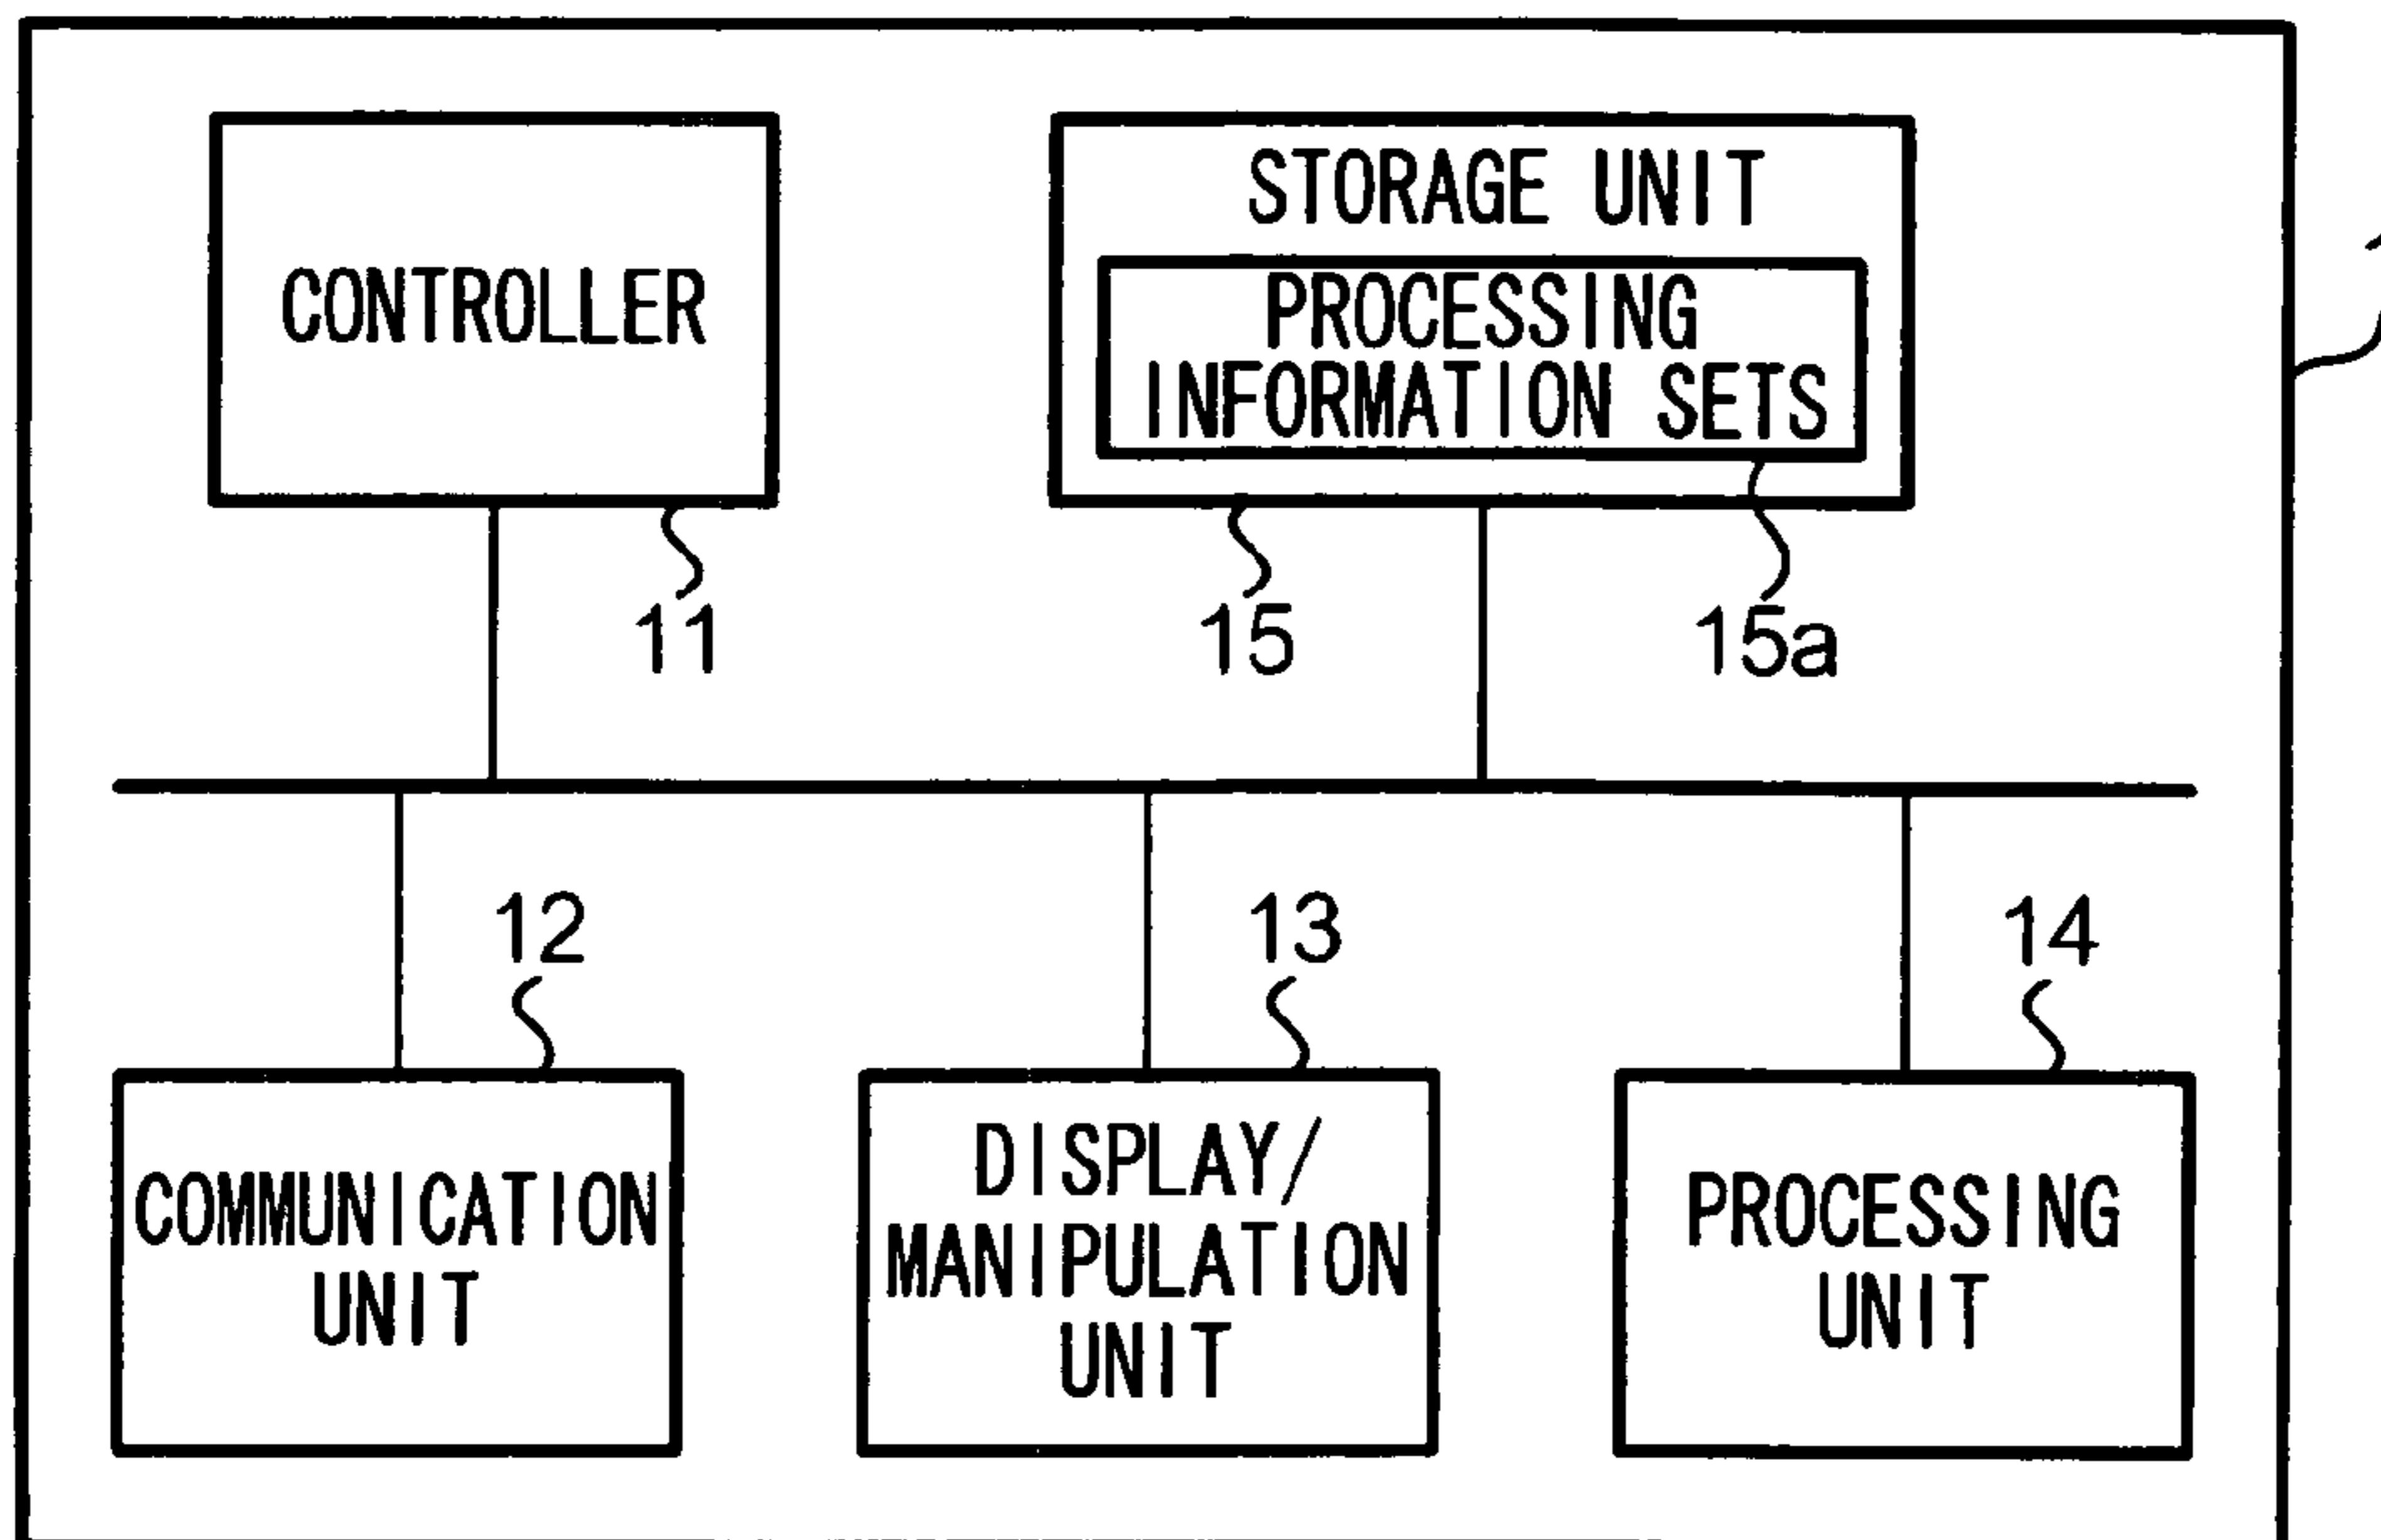 CONTROLLER
STORAGE UNIT
PROCESSING
INFORMATION SETS
11
15
15a
12
13
14
COMMUNICATION
UNIT
DISPLAY/
MANIPULATION
UNIT
PROCESSING
UNIT